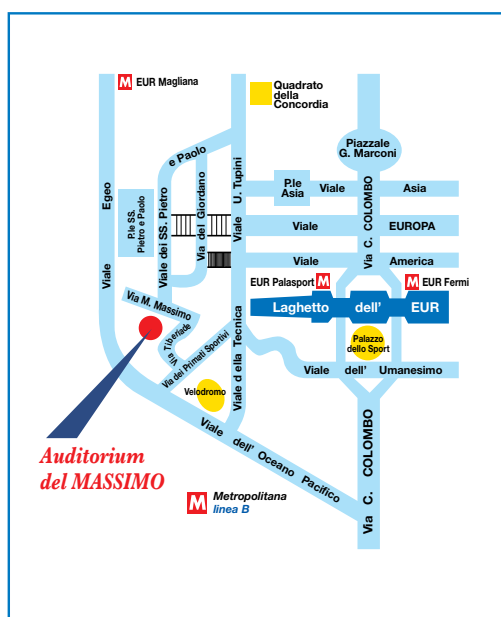 M EUR Magliana
Quadrato
della
Concordia
Piazzale
G. Marconi
e Paolo
Viale Egeo
P.le SS.
Pietro e Paolo
Viale dei SS. Pietro
Via del Giordano
Viale U. Tupini
P.le
Asia
Viale Asia
Viale EUROPA
Via C. COLOMBO
Viale America
EUR Palasport M
M EUR Fermi
Laghetto dell' EUR
Via M. Massimo
Via Tiberiade
Via dei Primati Sportivi
Viale della Tecnica
Palazzo
dello Sport
Viale dell' Umanesimo
Velodromo
Viale dell' Oceano Pacifico
Via C. COLOMBO
Auditorium
del MASSIMO
M Metropolitana
linea B